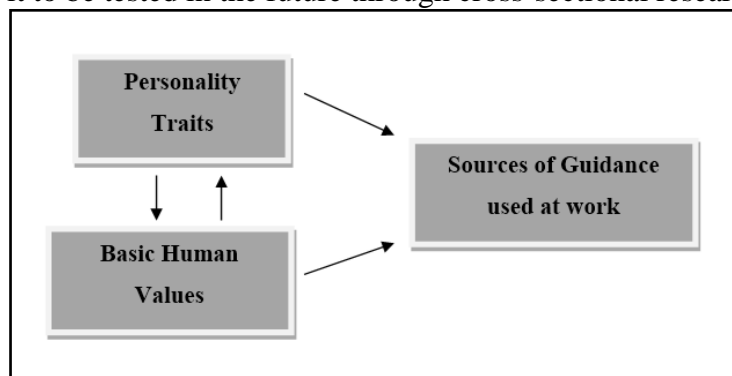 it to be tested in the future through cross-sectional resear
Personality
Traits
Sources of Guidance
used at work
Basic Human
Values